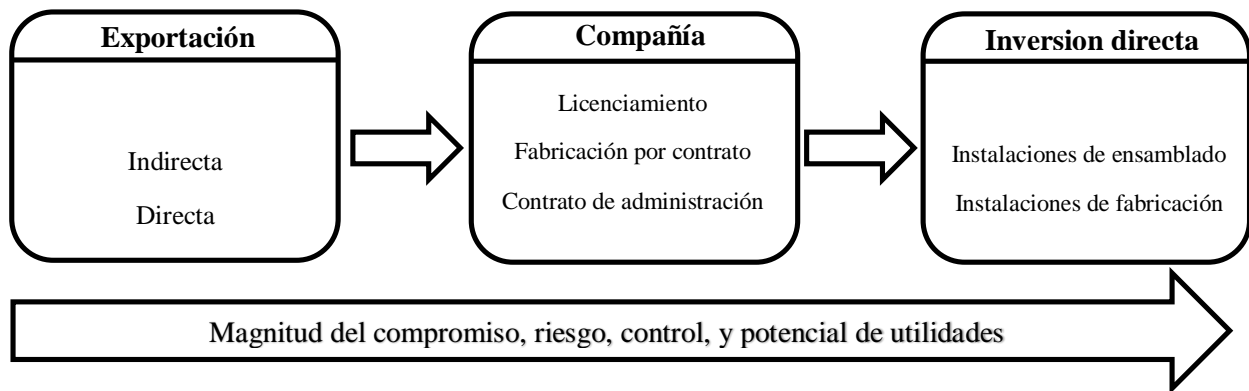 Exportación
Indirecta
Directa
Compañía
Licenciamiento
Fabricación por contrato
Contrato de administración
Inversion directa
Instalaciones de ensamblado
Instalaciones de fabricación
Magnitud del compromiso, riesgo, control, y potencial de utilidades